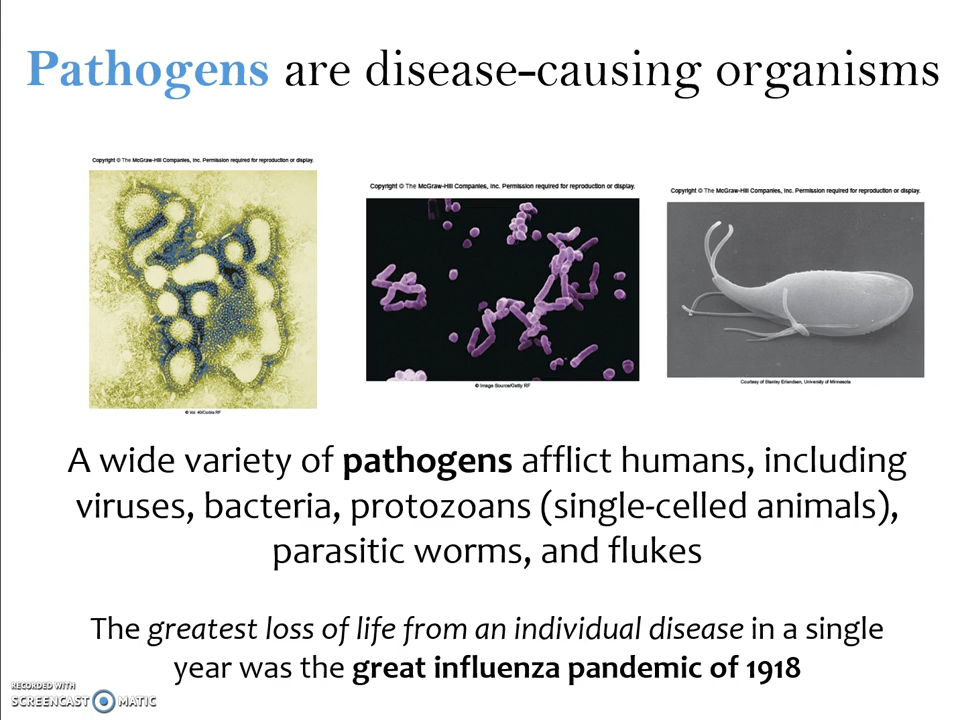 Pathogens are disease-causing organisms
Copyright © The McGraw-Hill Companies, Inc. Permission required for reproduction or display.
Copyright © The McGraw-Hill Companies, Inc. Permission required for reproduction or display.
Copyright © The McGraw-Hill Companies, Inc. Permission required for reproduction or display.
© Vol. 40/Corbis RF
© Image Source/Getty RF
Courtesy of Stanley Erlandsen, University of Minnesota
A wide variety of pathogens afflict humans, including
viruses, bacteria, protozoans (single-celled animals),
parasitic worms, and flukes
The greatest loss of life from an individual disease in a single
year was the great influenza pandemic of 1918
RECORDED WITH
SCREENCAST MATIC